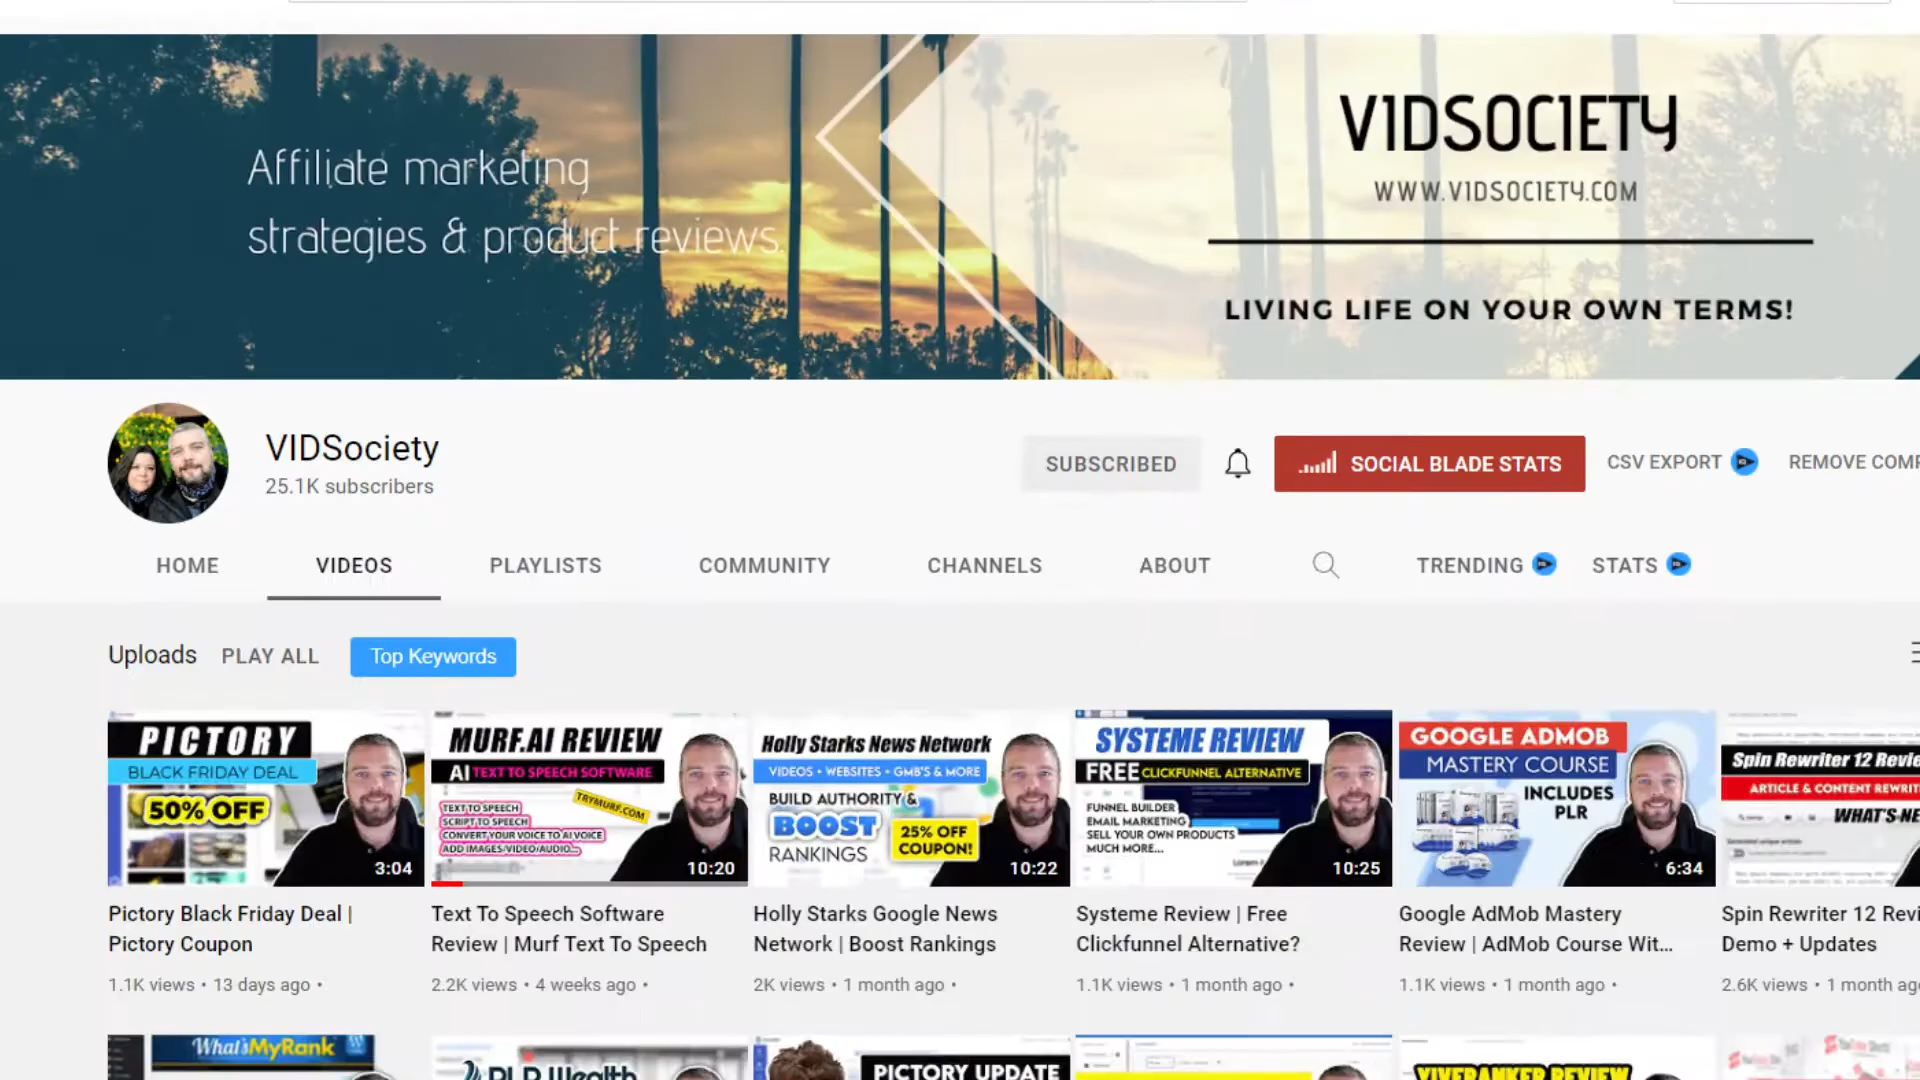 Affiliate marketing
strategies & product reviews.
VIDSOCIETY
WWW.VIDSOCIETY.COM
LIVING LIFE ON YOUR OWN TERMS!
VIDSociety
25.1K subscribers
SUBSCRIBED
SOCIAL BLADE STATS
CSV EXPORT
REMOVE
HOME
VIDEOS
PLAYLISTS
COMMUNITY
CHANNELS
ABOUT
TRENDING
STATS
Uploads
PLAY ALL
Top Keywords
PICTORY
BLACK FRIDAY DEAL
50% OFF
3:04
MURF.AI REVIEW
AI TEXT TO SPEECH SOFTWARE
TRYMURF.COM
TEXT TO SPEECH
SCRIPT TO SPEECH
CONVERT YOUR VOICE TO AI VOICE
ADD IMAGES/VIDEO/AUDIO...
10:20
Holly Starks News Network
VIDEOS • WEBSITES • GMB'S & MORE
BUILD AUTHORITY &
BOOST
RANKINGS
25% OFF
COUPON!
10:22
SYSTEME REVIEW
FREE CLICKFUNNEL ALTERNATIVE
FUNNEL BUILDER
EMAIL MARKETING
SELL YOUR OWN PRODUCTS
MUCH MORE...
10:25
GOOGLE ADMOB
MASTERY COURSE
INCLUDES
PLR
6:34
Spin Rewriter 12
ARTICLE & CONTENT
WHAT'S
Pictory Black Friday Deal |
Pictory Coupon
1.1K views • 13 days ago •
Text To Speech Software
Review | Murf Text To Speech
2.2K views • 4 weeks ago •
Holly Starks Google News
Network | Boost Rankings
2K views • 1 month ago •
Systeme Review | Free
Clickfunnel Alternative?
1.1K views • 1 month ago •
Google AdMob Mastery
Review | AdMob Course Wit...
1.1K views • 1 month ago •
Spin Rewriter 12
Demo + Updates
2.6K views • 1 month
What'sMyRank
PLR Wealth
PICTORY UPDATE
VIVERANKER REVIEW